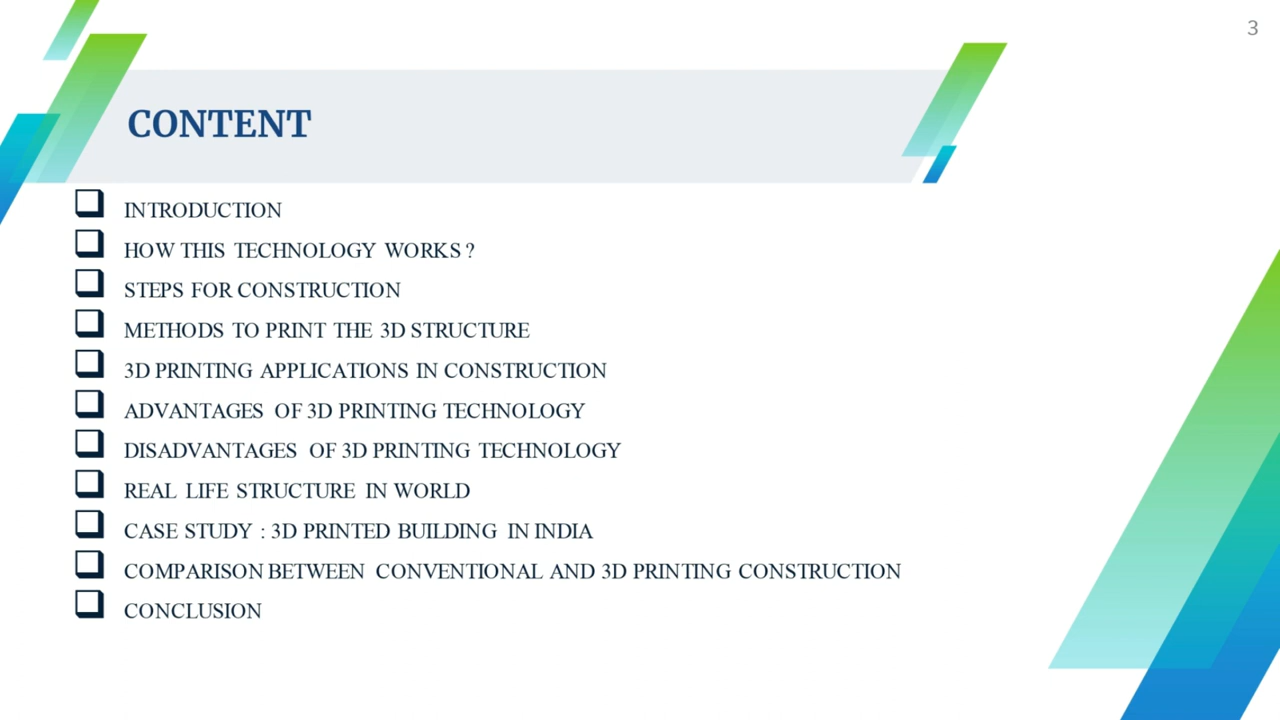 3
CONTENT
INTRODUCTION
HOW THIS TECHNOLOGY WORKS ?
STEPS FOR CONSTRUCTION
METHODS TO PRINT THE 3D STRUCTURE
3D PRINTING APPLICATIONS IN CONSTRUCTION
ADVANTAGES OF 3D PRINTING TECHNOLOGY
DISADVANTAGES OF 3D PRINTING TECHNOLOGY
REAL LIFE STRUCTURE IN WORLD
CASE STUDY : 3D PRINTED BUILDING IN INDIA
COMPARISON BETWEEN CONVENTIONAL AND 3D PRINTING CONSTRUCTION
CONCLUSION